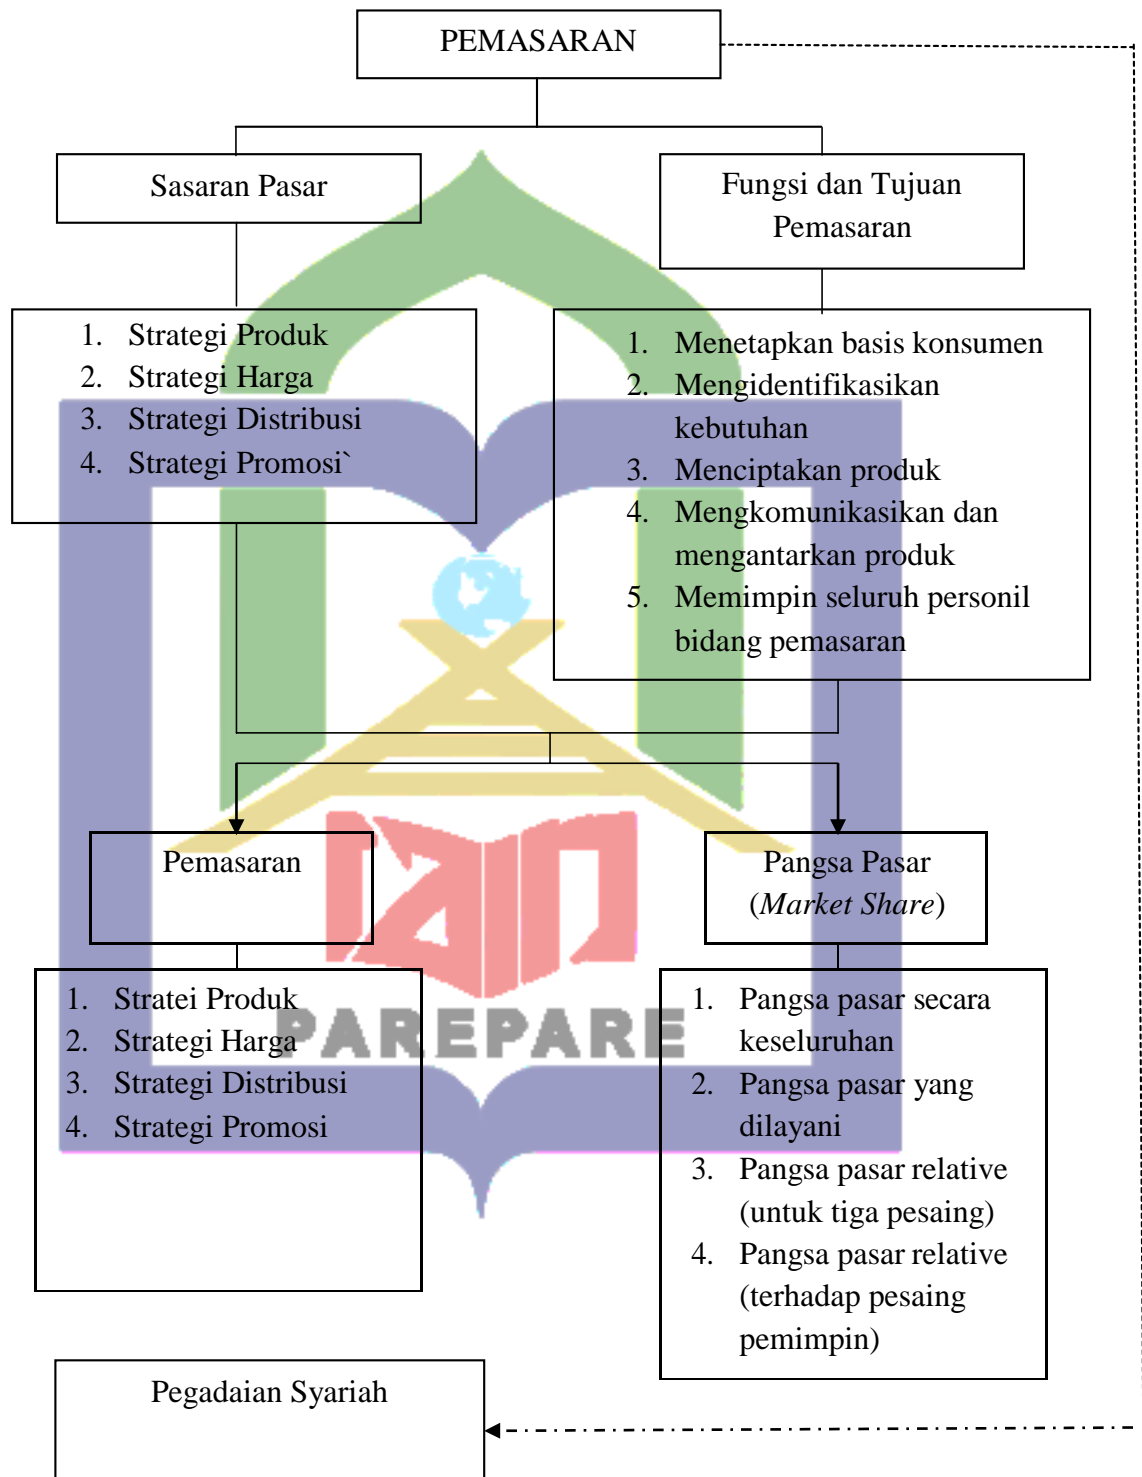 PEMASARAN
Sasaran Pasar
Fungsi dan Tujuan
Pemasaran
1. Strategi Produk
2. Strategi Harga
3. Strategi Distribusi
4. Strategi Promosi`
1. Menetapkan basis konsumen
2. Mengidentifikasikan
kebutuhan
3. Menciptakan produk
4. Mengkomunikasikan dan
mengantarkan produk
5. Memimpin seluruh personil
bidang pemasaran
Pemasaran
Pangsa Pasar
(Market Share)
1. Stratei Produk
2. Strategi Harga
3. Strategi Distribusi
4. Strategi Promosi
1. Pangsa pasar secara
keseluruhan
2. Pangsa pasar yang
dilayani
3. Pangsa pasar relative
(untuk tiga pesaing)
4. Pangsa pasar relative
(terhadap pesaing
pemimpin)
iain
PAREPARE
Pegadaian Syariah